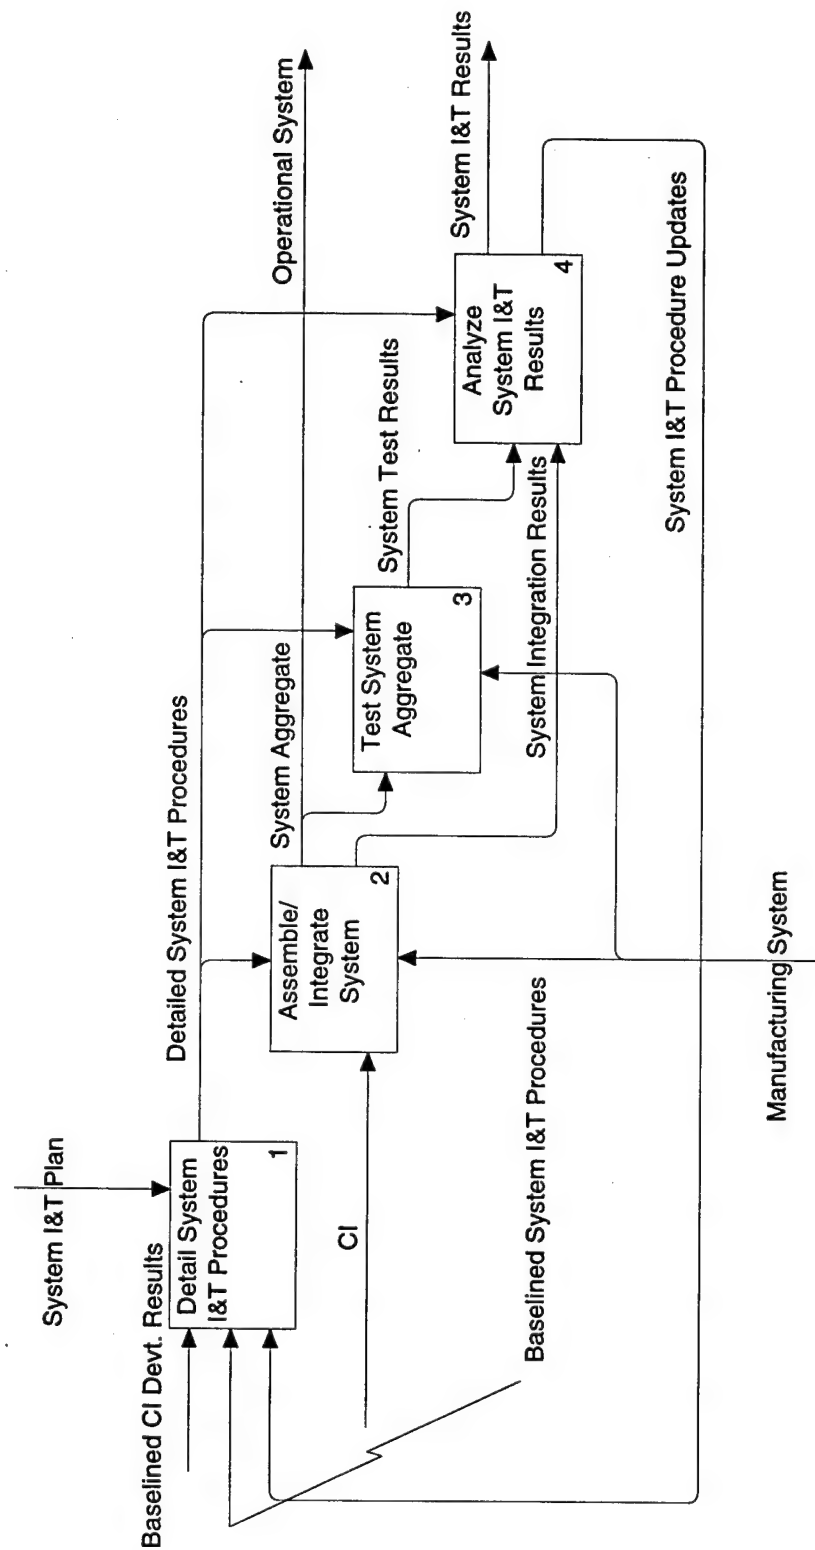 System I&T Plan
Baselined CI Devt. Results
Detail System
I&T Procedures
1
Detailed System I&T Procedures
CI
Assemble/
Integrate
System
2
System Aggregate
Operational System
Test System
Aggregate
3
System Test Results
System Integration Results
Analyze
System I&T
Results
4
System I&T Results
Baselined System I&T Procedures
System I&T Procedure Updates
Manufacturing System